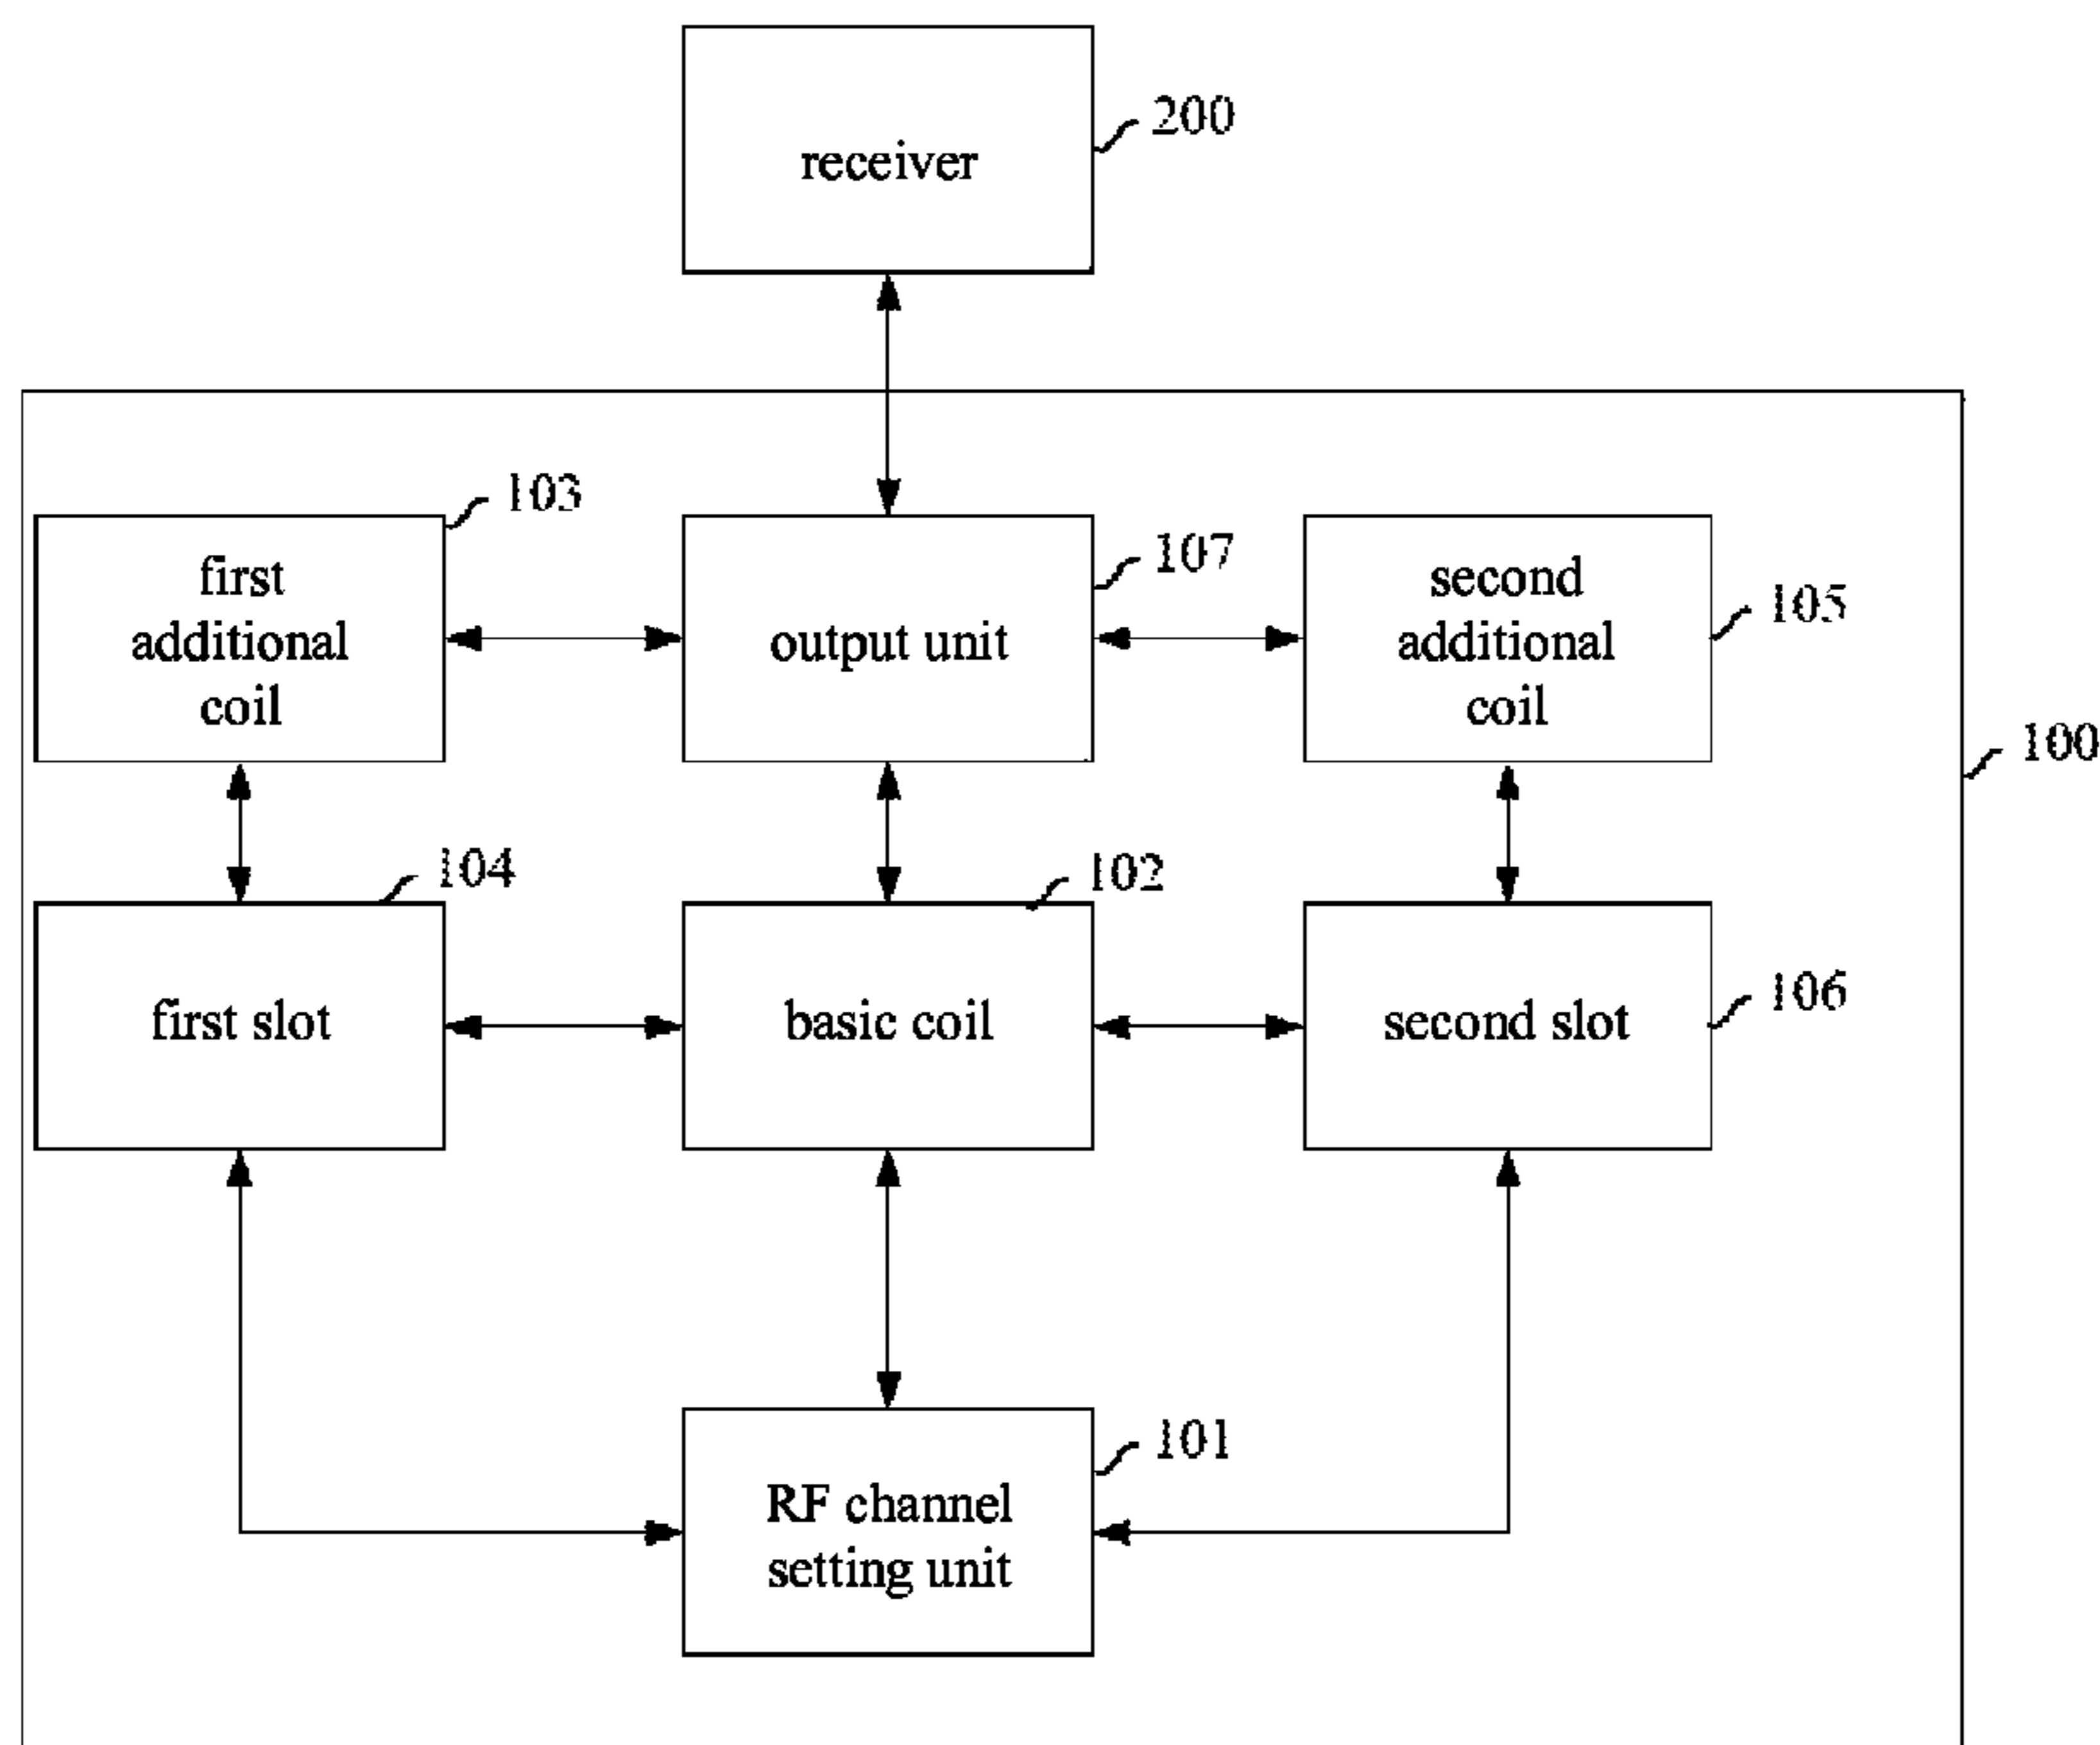 200
receiver
103
107
105
first
additional
coil
output unit
second
additional
coil
100
104
102
106
first slot
basic coil
second slot
101
RF channel
setting unit